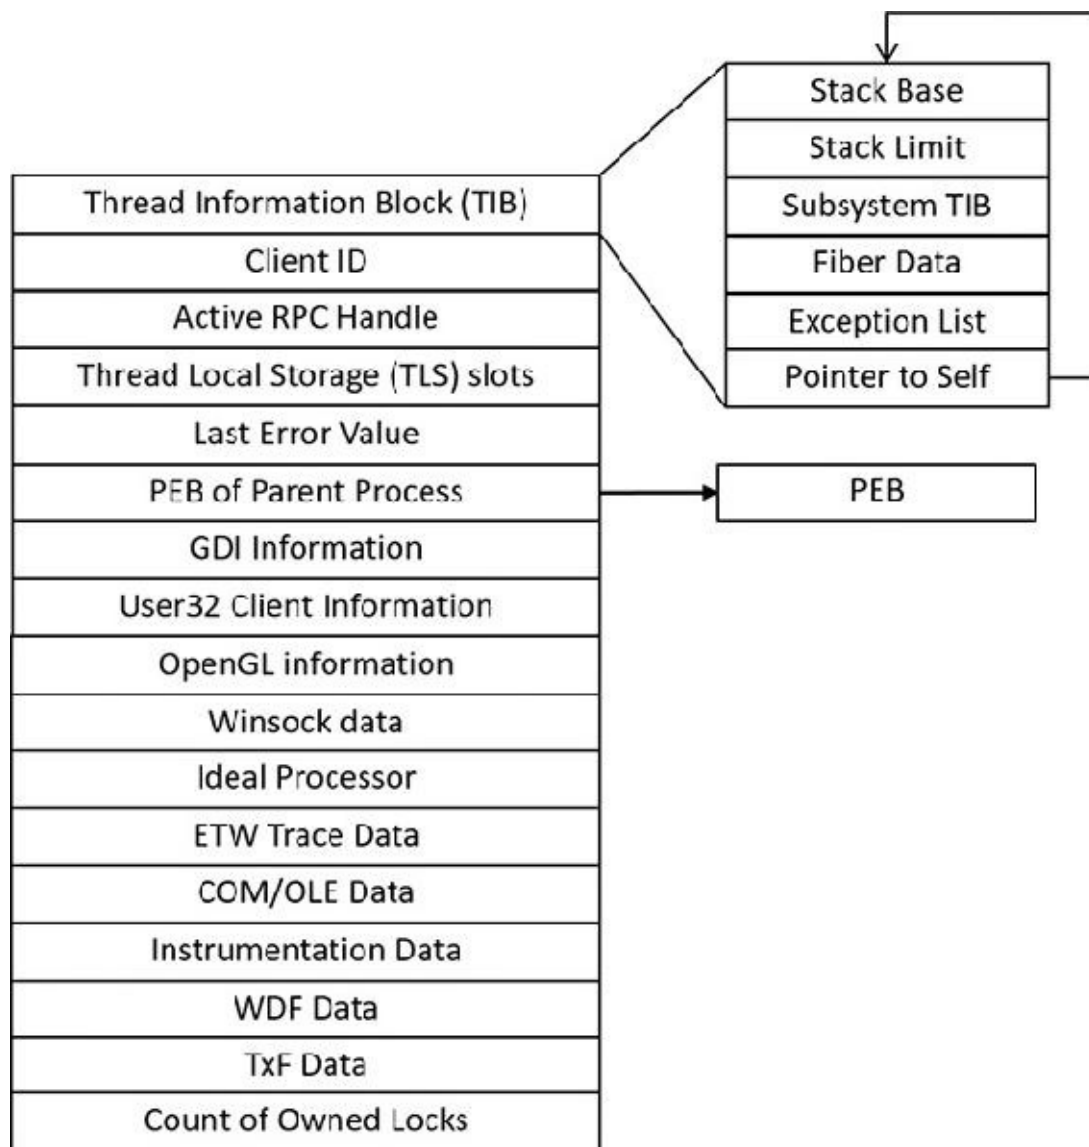 Stack Base
Stack Limit
Subsystem TIB
Fiber Data
Exception List
Pointer to Self
Thread Information Block (TIB)
Client ID
Active RPC Handle
Thread Local Storage (TLS) slots
Last Error Value
PEB of Parent Process
GDI Information
User32 Client Information
OpenGL information
Winsock data
Ideal Processor
ETW Trace Data
COM/OLE Data
Instrumentation Data
WDF Data
TxF Data
Count of Owned Locks
PEB